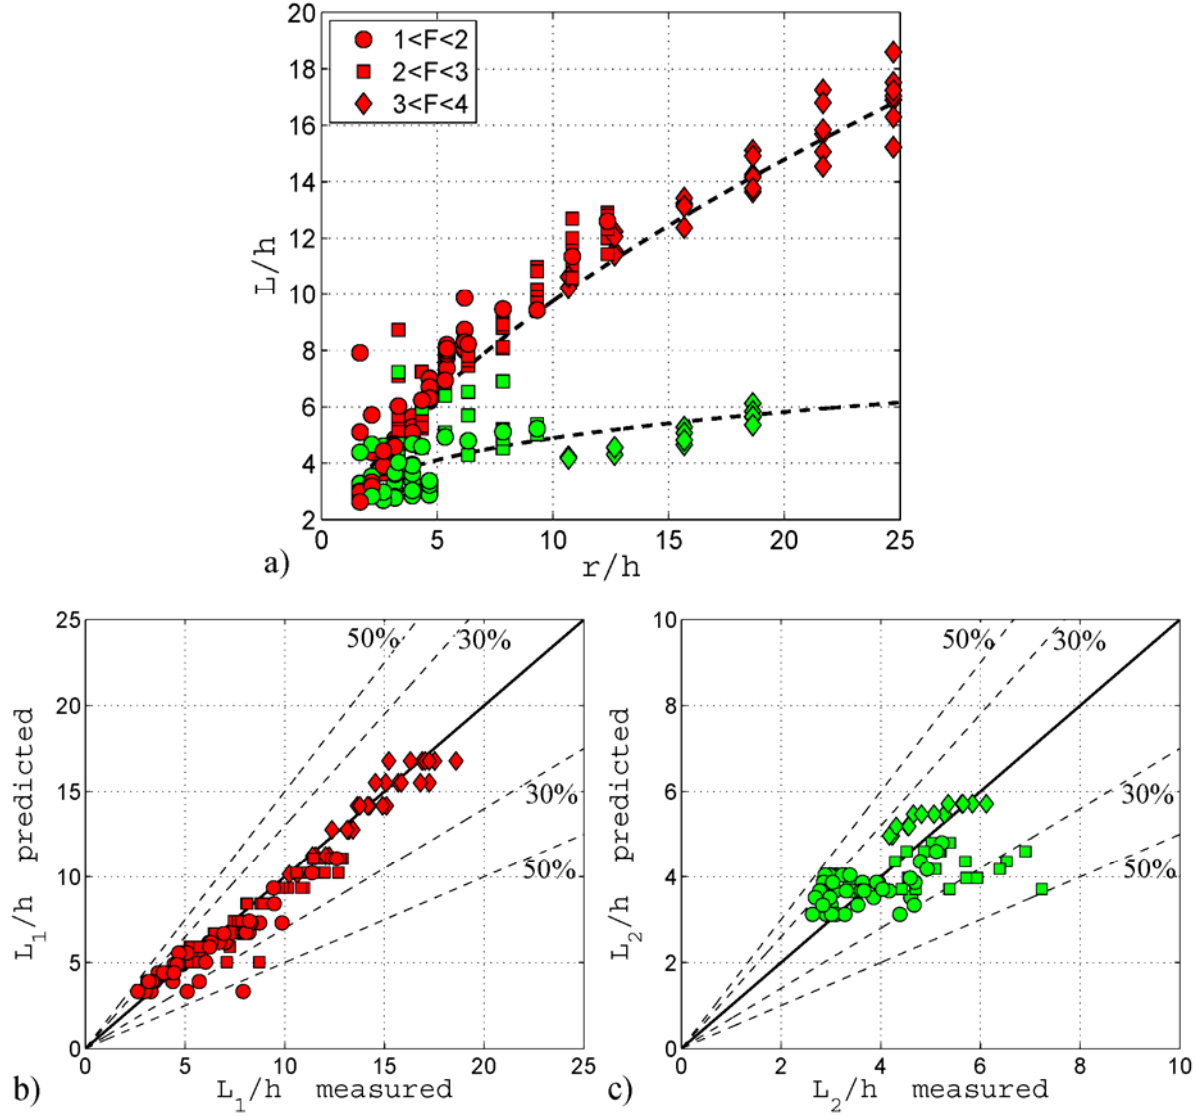 20
18
16
14
12
10
8
6
4
2
L/h
1<F<2
2<F<3
3<F<4
0 5 10 15 20 25
r/h
a)
25
20
15
10
5
0
L1/h predicted
50% 30%
30%
50%
0 5 10 15 20 25
L1/h measured
b)
10
8
6
4
2
0
L2/h predicted
50% 30%
30%
50%
0 2 4 6 8 10
L2/h measured
c)